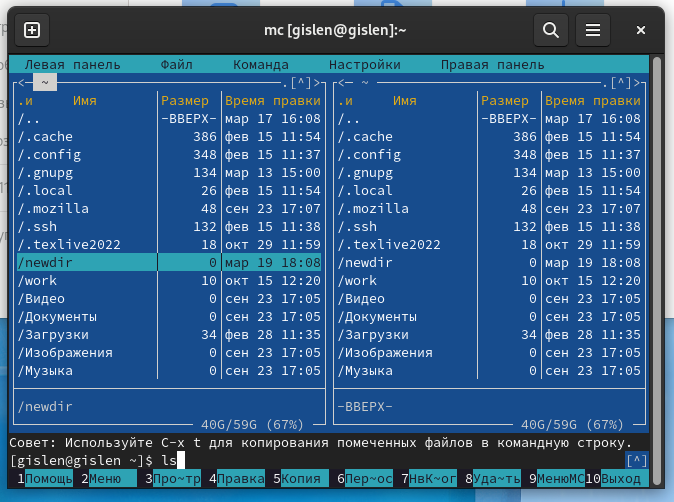 mc [gislen@gislen]:~
Левая панель Файл Команда Настройки Правая панель
<─ ~ .[^]> <─ ~ .[^]>
.и Имя Размер Время правки .и Имя Размер Время правки
/.. -ВВЕРХ- мар 17 16:08 /.. -ВВЕРХ- мар 17 16:08
/.cache 386 фев 15 11:54 /.cache 386 фев 15 11:54
/.config 348 фев 15 11:37 /.config 348 фев 15 11:37
/.gnupg 134 мар 13 15:00 /.gnupg 134 мар 13 15:00
/.local 26 фев 15 11:54 /.local 26 фев 15 11:54
/.mozilla 48 сен 23 17:07 /.mozilla 48 сен 23 17:07
/.ssh 132 фев 15 11:38 /.ssh 132 фев 15 11:38
/.texlive2022 18 окт 29 11:59 /.texlive2022 18 окт 29 11:59
/newdir 0 мар 19 18:08 /newdir 0 мар 19 18:08
/work 10 окт 15 12:20 /work 10 окт 15 12:20
/Видео 0 сен 23 17:05 /Видео 0 сен 23 17:05
/Документы 0 сен 23 17:05 /Документы 0 сен 23 17:05
/Загрузки 34 фев 28 11:35 /Загрузки 34 фев 28 11:35
/Изображения 0 сен 23 17:05 /Изображения 0 сен 23 17:05
/Музыка 0 сен 23 17:05 /Музыка 0 сен 23 17:05
/newdir -ВВЕРХ-
40G/59G (67%) 40G/59G (67%)
Совет: Используйте C-x t для копирования помеченных файлов в командную строку.
[gislen@gislen ~]$ ls [^]
1Помощь 2Меню 3Про~тр 4Правка 5Копия 6Пер~ос 7НвК~ог 8Уда~ть 9МенюMC 10Выход